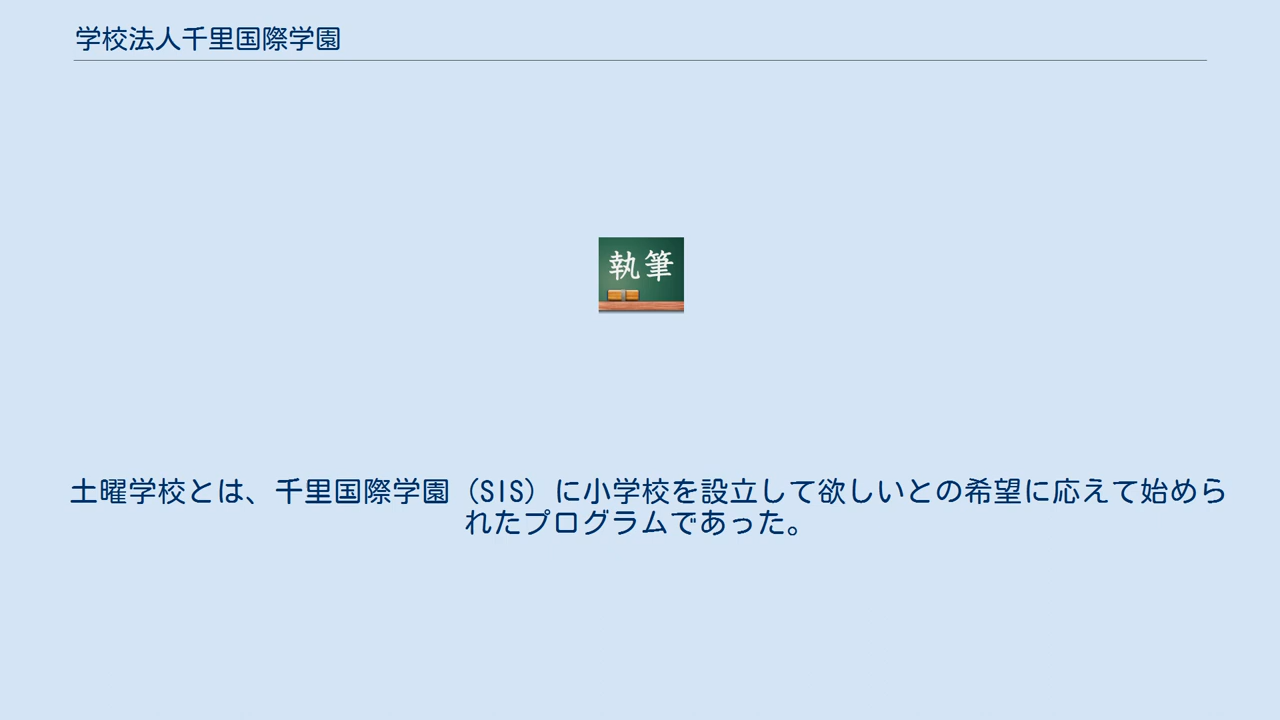 学校法人千里国際学園
執筆
土曜学校とは、千里国際学園（SIS）に小学校を設立して欲しいとの希望に応えて始めら
れたプログラムであった。